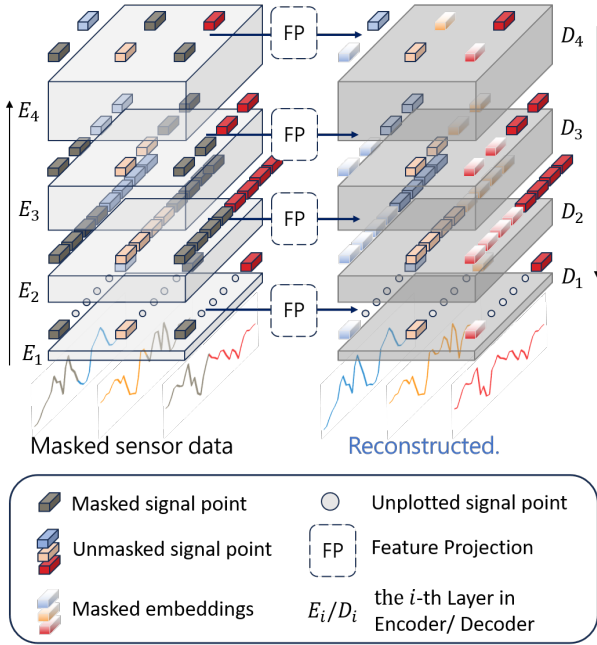 FP
D₄
E₄
FP
D₃
E₃
FP
D₂
E₂
FP
D₁
E₁
Masked sensor data
Reconstructed.
Masked signal point
Unplotted signal point
Unmasked signal point
FP
Feature Projection
Masked embeddings
Eᵢ/Dᵢ
the i-th Layer in
Encoder/ Decoder